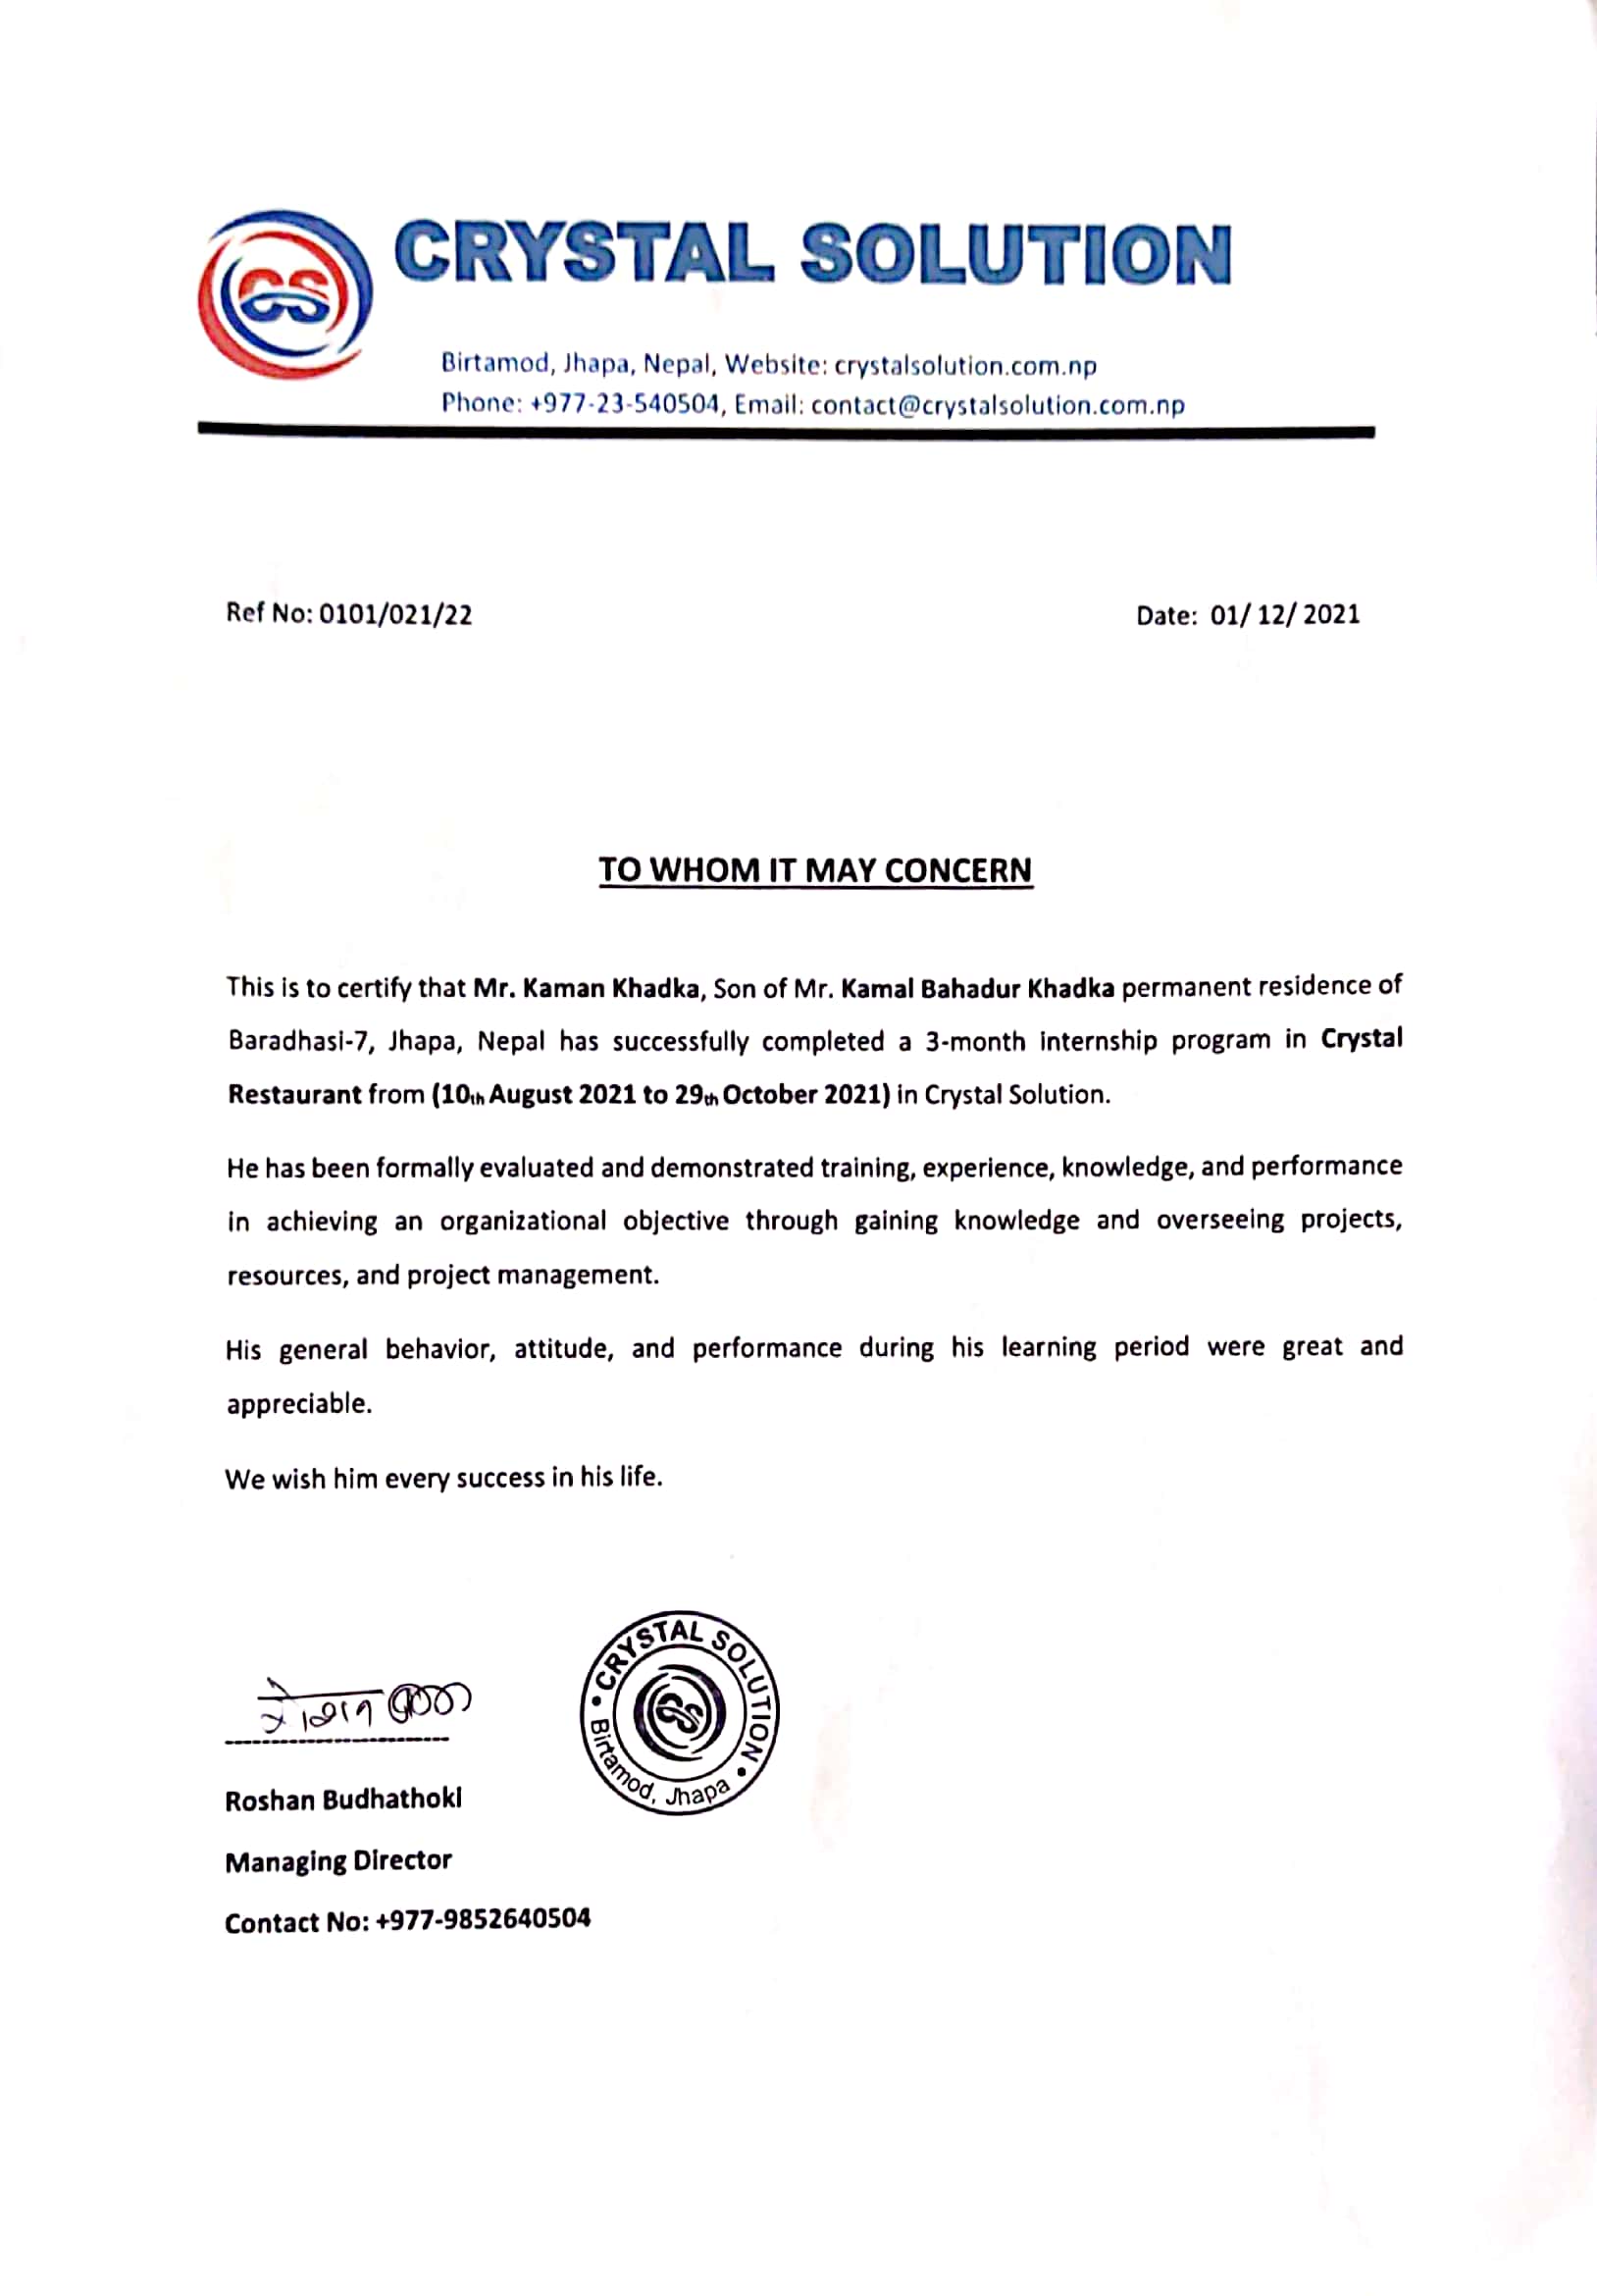 CS
CRYSTAL SOLUTION
Birtamod, Jhapa, Nepal, Website: crystalsolution.com.np
Phone: +977-23-540504, Email: contact@crystalsolution.com.np
Ref No: 0101/021/22
Date: 01/ 12/ 2021
TO WHOM IT MAY CONCERN
This is to certify that Mr. Kaman Khadka, Son of Mr. Kamal Bahadur Khadka permanent residence of
Baradhasi-7, Jhapa, Nepal has successfully completed a 3-month internship program in Crystal
Restaurant from (10th August 2021 to 29th October 2021) in Crystal Solution.
He has been formally evaluated and demonstrated training, experience, knowledge, and performance
in achieving an organizational objective through gaining knowledge and overseeing projects,
resources, and project management.
His general behavior, attitude, and performance during his learning period were great and
appreciable.
We wish him every success in his life.
CRYSTAL SOLUTION
CS
Birtamod, Jhapa
Roshan Budhathoki
Managing Director
Contact No: +977-9852640504